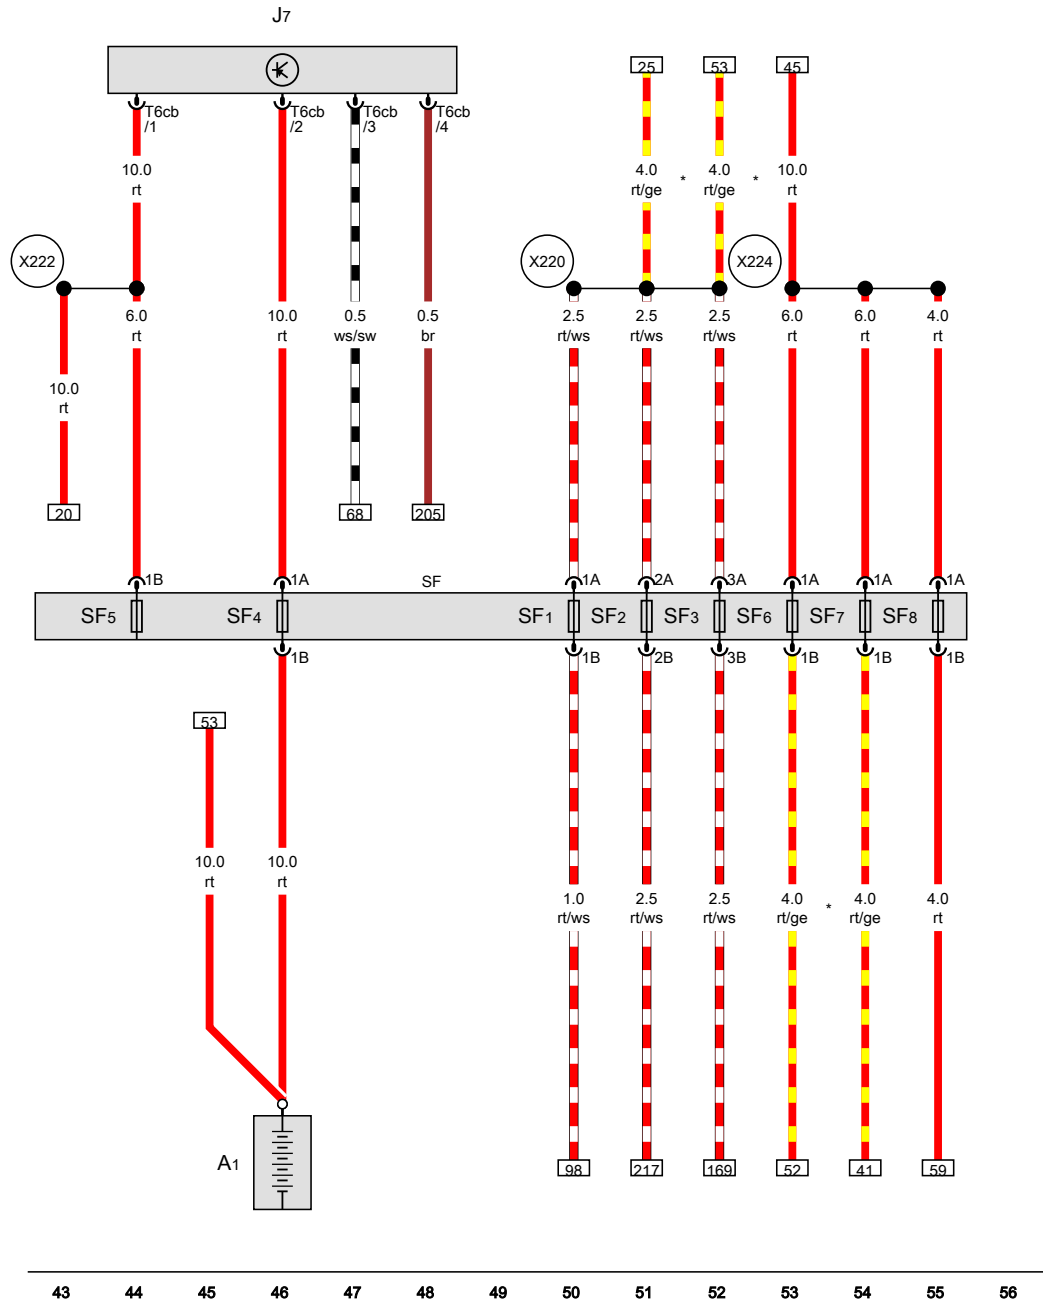 J7
25 53 45
T6cb /1 T6cb /2 T6cb /3 T6cb /4
10.0 rt 4.0 rt/ge * 4.0 rt/ge * 10.0 rt
X222 X220 X224
6.0 rt 10.0 rt 0.5 ws/sw 0.5 br 2.5 rt/ws 2.5 rt/ws 2.5 rt/ws 6.0 rt 6.0 rt 4.0 rt
10.0 rt
20 68 205
1B 1A SF 1A 2A 3A 1A 1A 1A
SF5 SF4 SF1 SF2 SF3 SF6 SF7 SF8
1B 1B 2B 3B 1B 1B 1B
53
10.0 rt 10.0 rt
1.0 rt/ws 2.5 rt/ws 2.5 rt/ws 4.0 rt/ge * 4.0 rt/ge 4.0 rt
A1
98 217 169 52 41 59
43 44 45 46 47 48 49 50 51 52 53 54 55 56